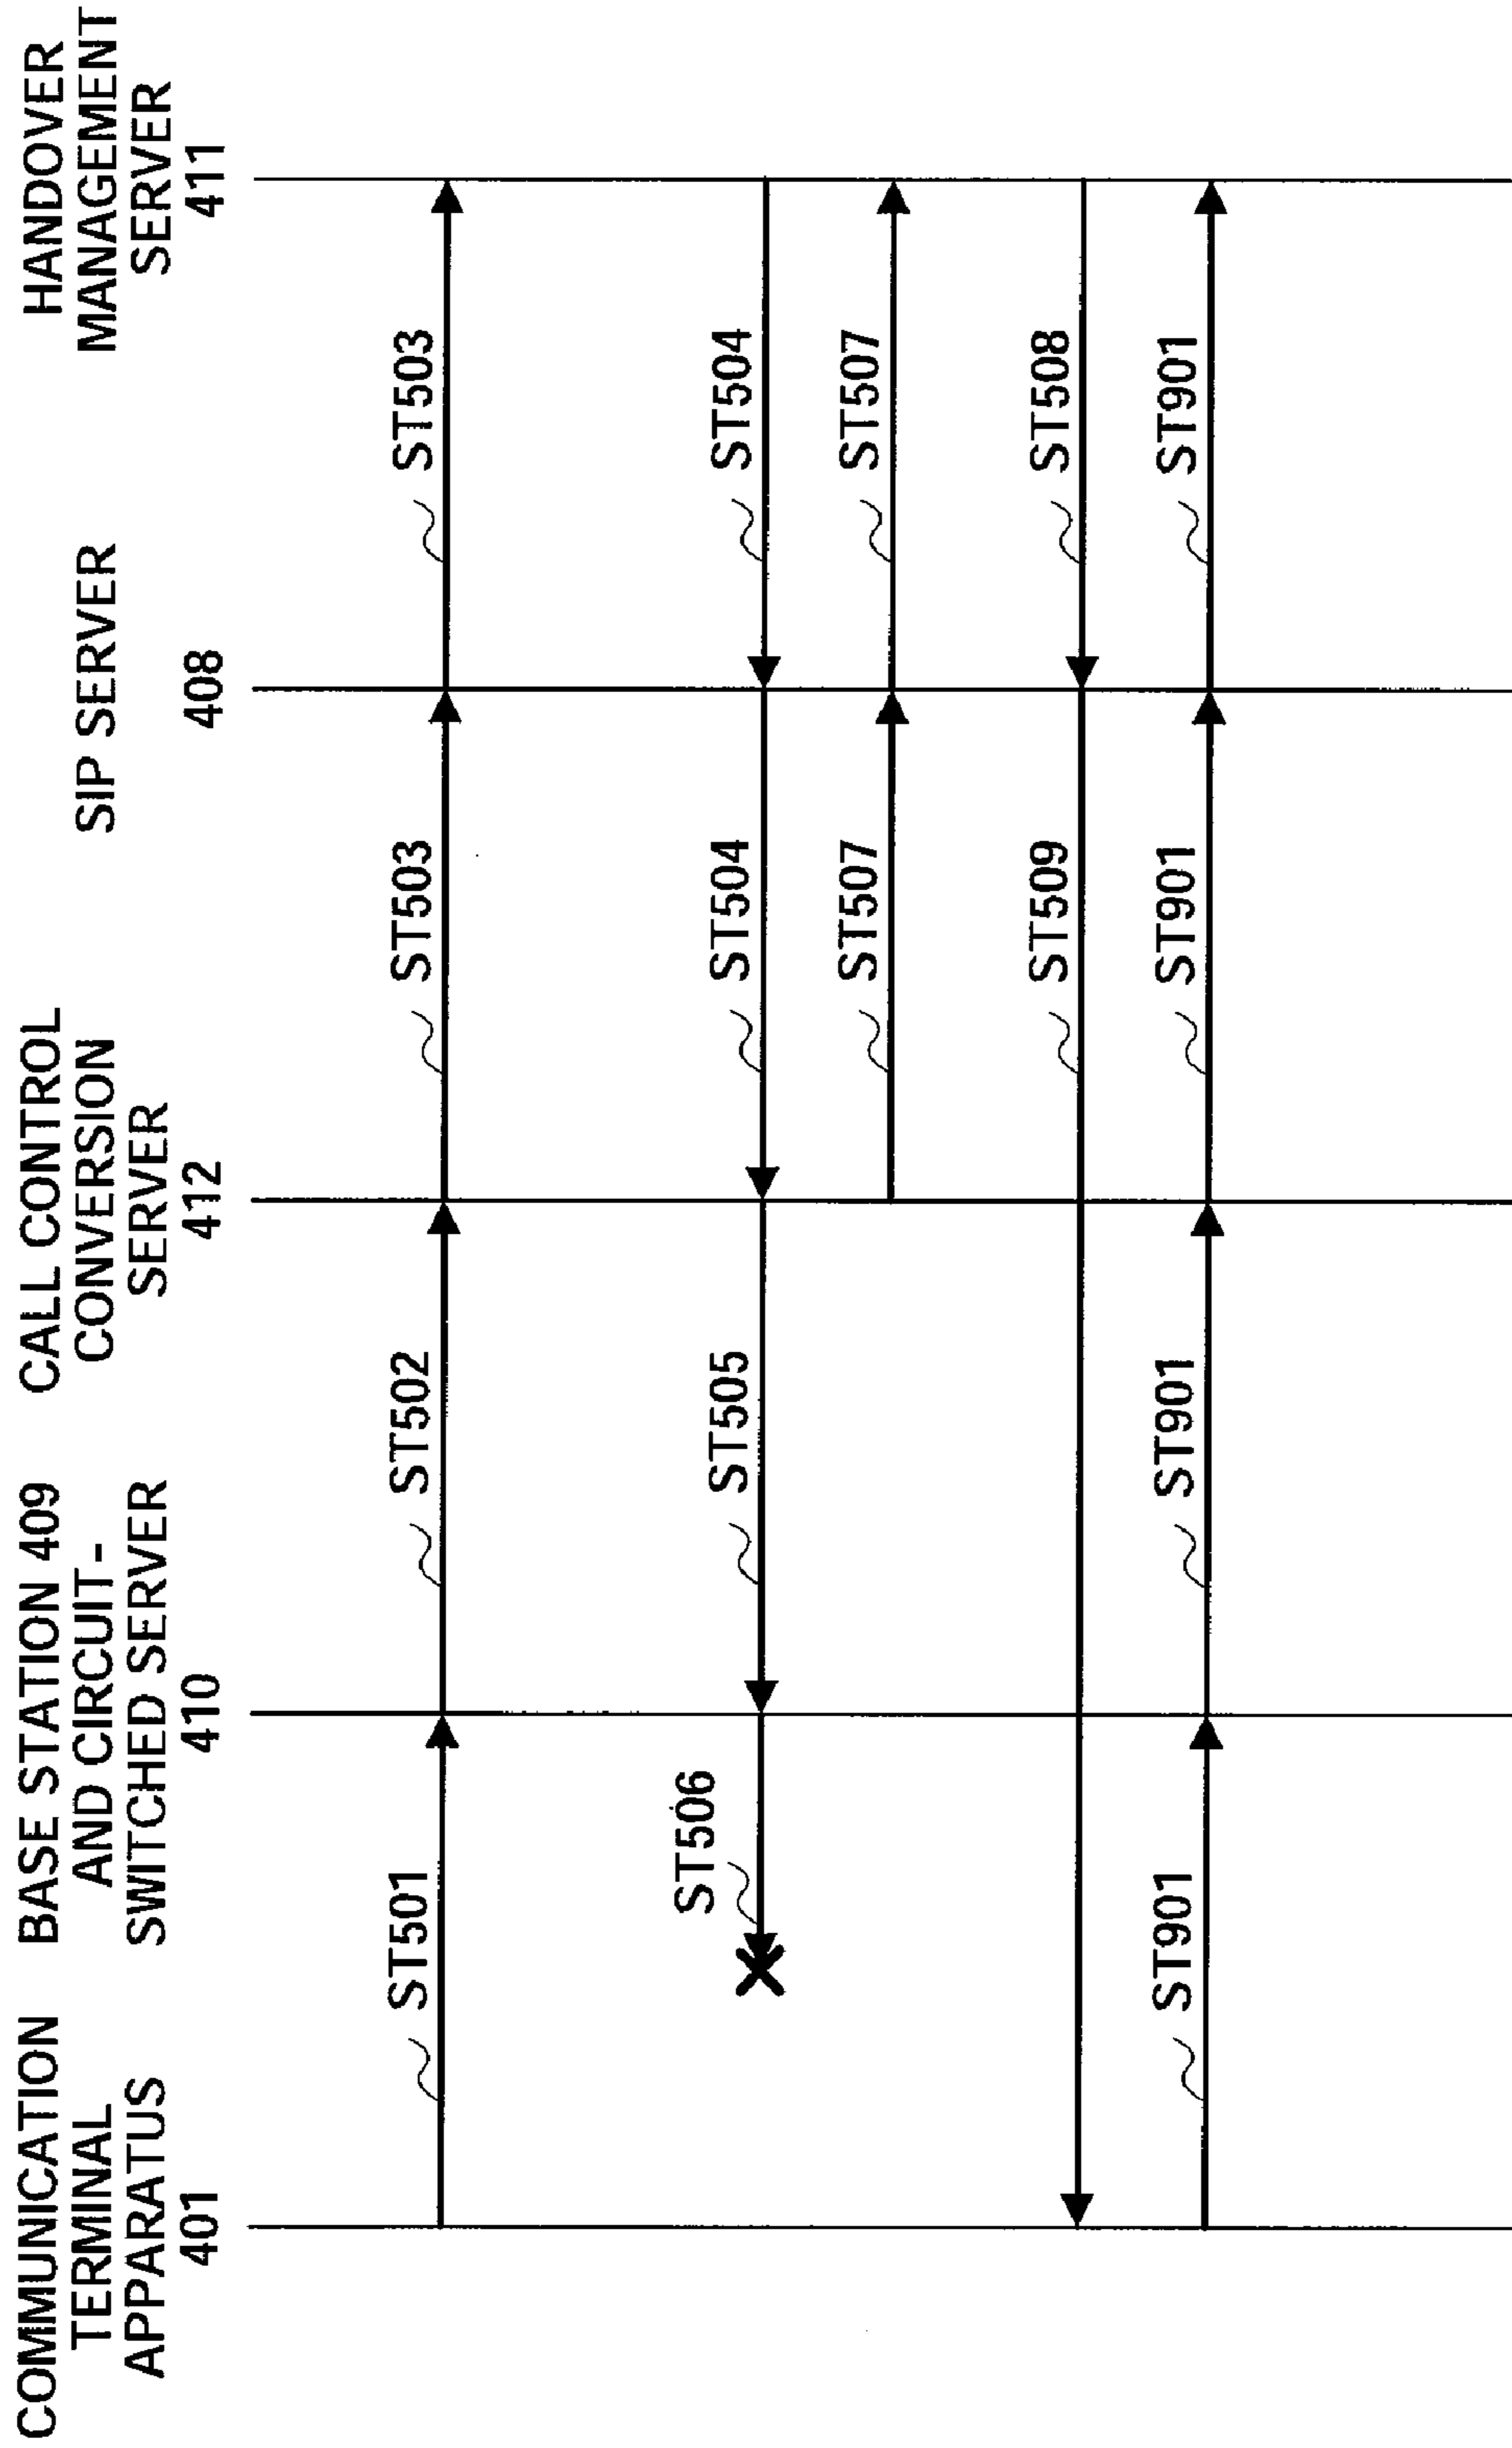 COMMUNICATION
TERMINAL
APPARATUS
401
BASE STATION 409
AND CIRCUIT-
SWITCHED SERVER
410
CALL CONTROL
CONVERSION
SERVER
412
SIP SERVER
408
HANDOVER
MANAGEMENT
SERVER
411
ST501
ST502
ST503
ST503
ST506
ST505
ST504
ST504
ST507
ST507
ST509
ST508
ST901
ST901
ST901
ST901